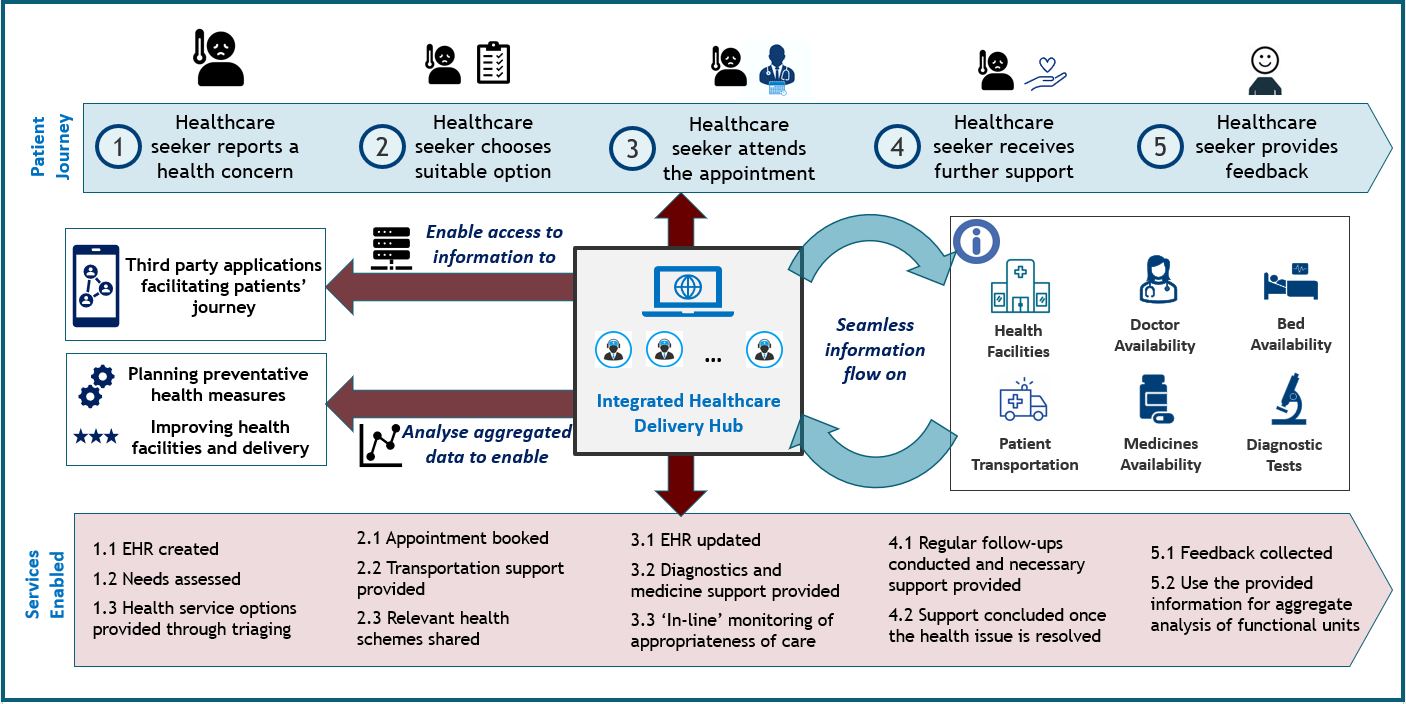 Patient
Journey
1
Healthcare
seeker reports a
health concern
2
Healthcare
seeker chooses
suitable option
3
Healthcare
seeker attends
the appointment
4
Healthcare
seeker receives
further support
5
Healthcare
seeker provides
feedback
Third party applications
facilitating patients’
journey
Enable access to
information to
Planning preventative
health measures
Improving health
facilities and delivery
Analyse aggregated
data to enable
...
Integrated Healthcare
Delivery Hub
Seamless
information
flow on
i
Health
Facilities
Doctor
Availability
Bed
Availability
Patient
Transportation
Medicines
Availability
Diagnostic
Tests
Services
Enabled
1.1 EHR created
1.2 Needs assessed
1.3 Health service options
provided through triaging
2.1 Appointment booked
2.2 Transportation support
provided
2.3 Relevant health
schemes shared
3.1 EHR updated
3.2 Diagnostics and
medicine support provided
3.3 ‘In-line’ monitoring of
appropriateness of care
4.1 Regular follow-ups
conducted and necessary
support provided
4.2 Support concluded once
the health issue is resolved
5.1 Feedback collected
5.2 Use the provided
information for aggregate
analysis of functional units